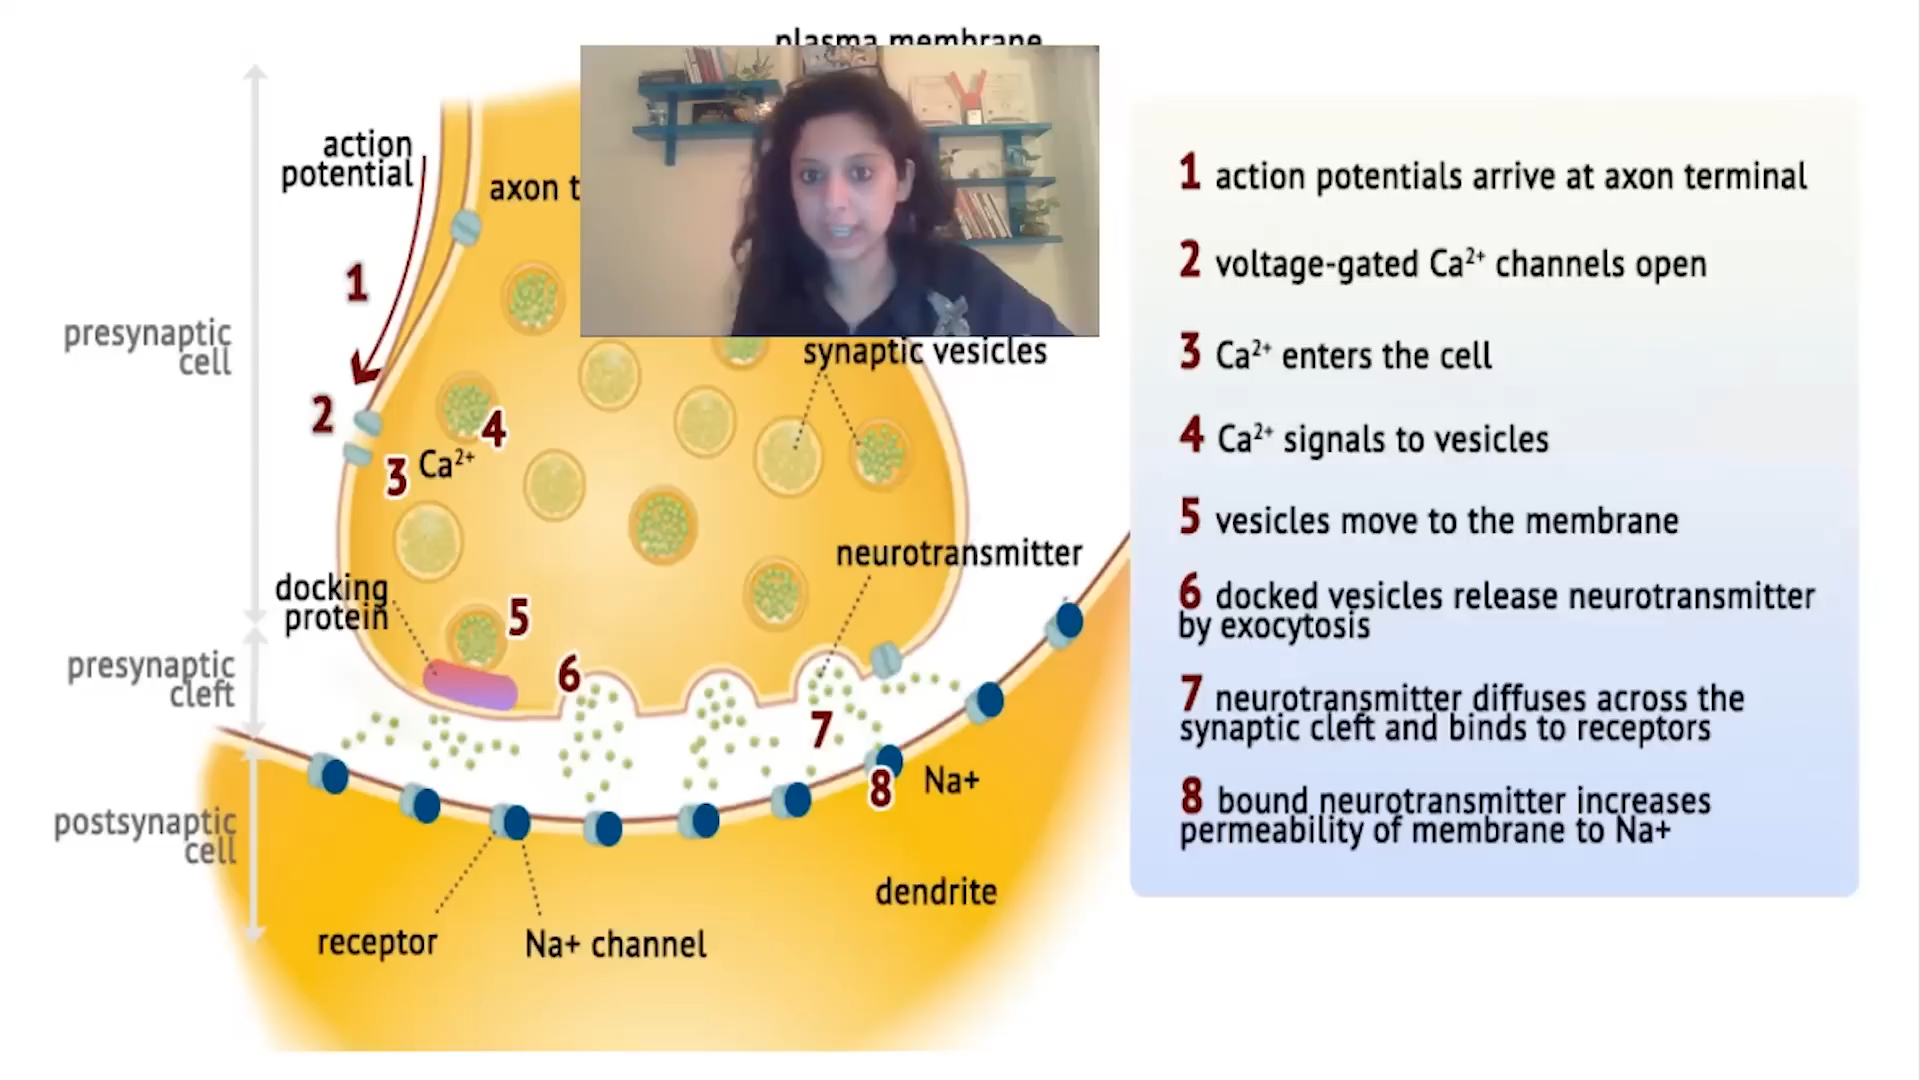 plasma membrane
action
potential
axon t
1
presynaptic
cell
2
synaptic vesicles
4
3
Ca²⁺
neurotransmitter
docking
protein
5
6
presynaptic
cleft
7
8
Na+
postsynaptic
cell
dendrite
receptor
Na+ channel
1 action potentials arrive at axon terminal
2 voltage-gated Ca²⁺ channels open
3 Ca²⁺ enters the cell
4 Ca²⁺ signals to vesicles
5 vesicles move to the membrane
6 docked vesicles release neurotransmitter
by exocytosis
7 neurotransmitter diffuses across the
synaptic cleft and binds to receptors
8 bound neurotransmitter increases
permeability of membrane to Na+